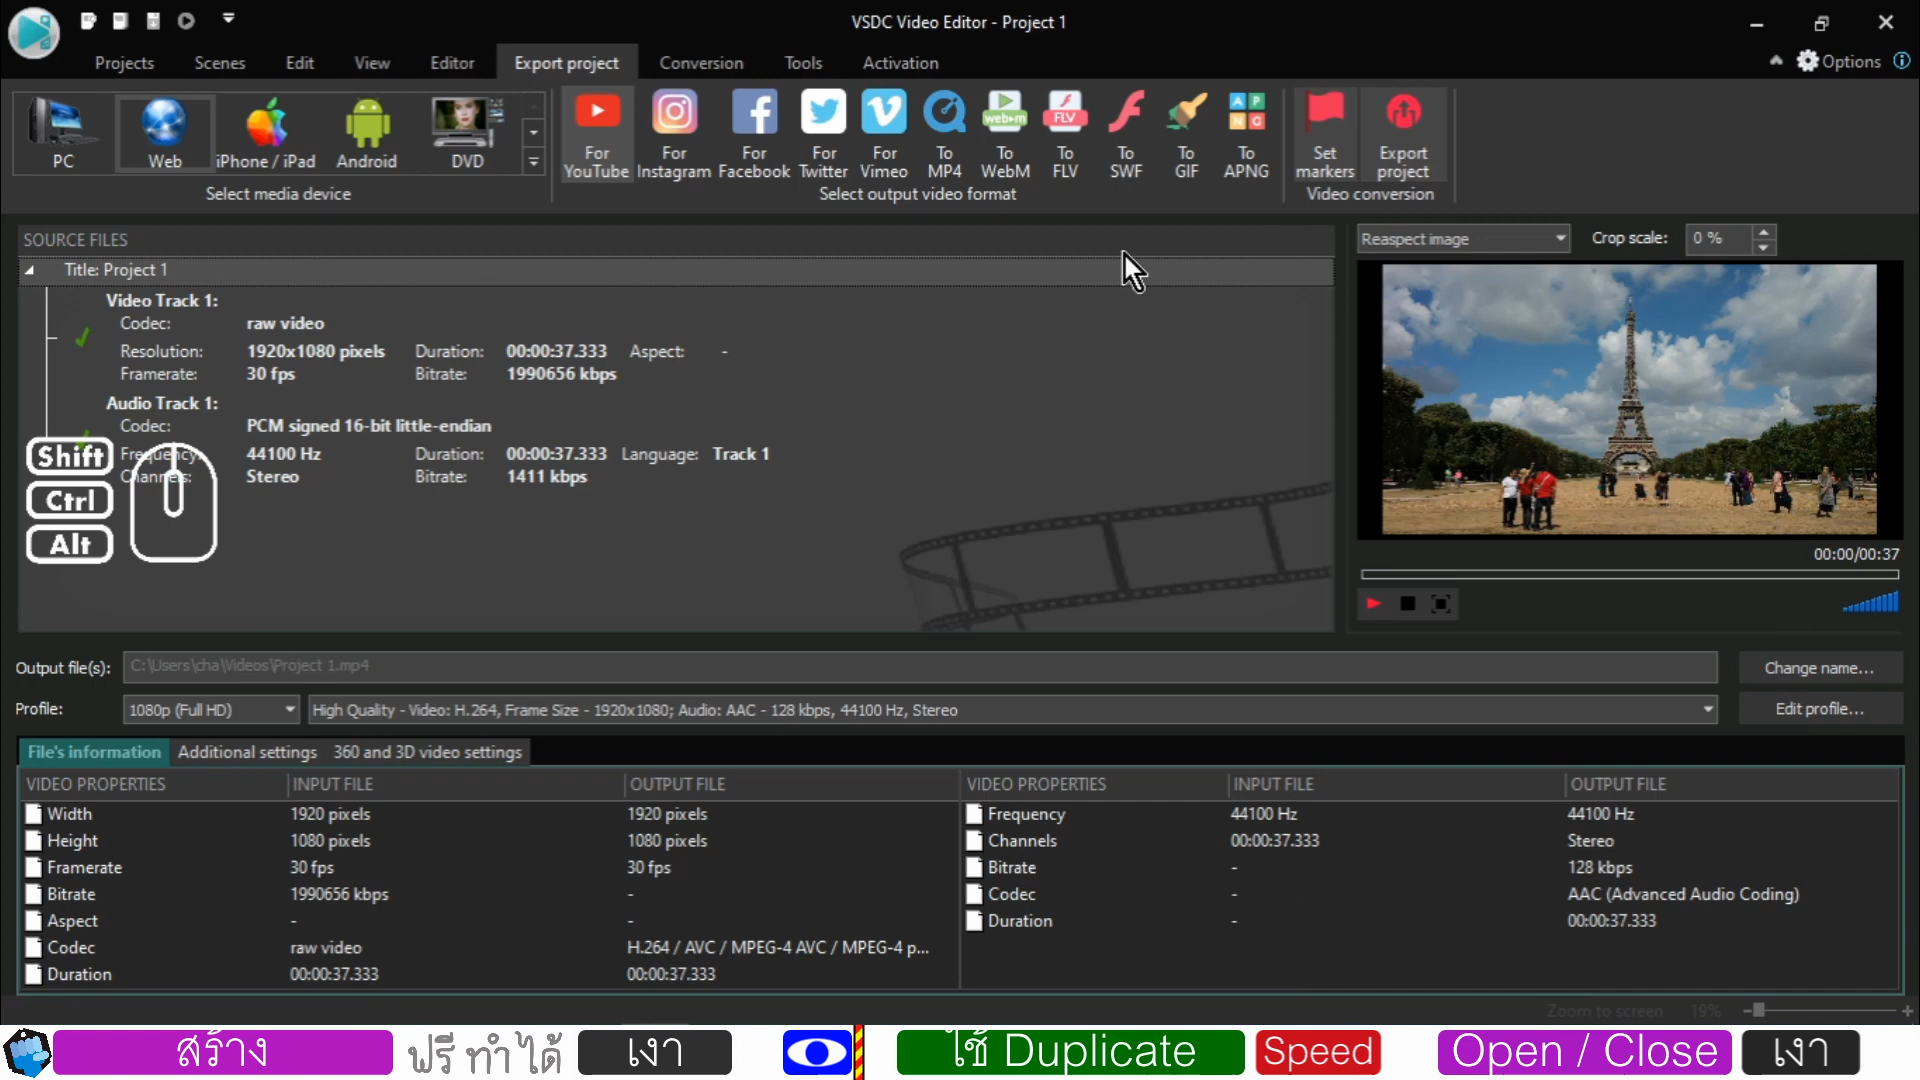 VSDC Video Editor - Project 1
Projects Scenes Edit View Editor Export project Conversion Tools Activation Options
PC Web iPhone / iPad Android DVD
Select media device
For YouTube
For Instagram
For Facebook
For Twitter
For Vimeo
To MP4
To WebM
To FLV
To SWF
To GIF
To APNG
Select output video format
Set markers
Export project
Video conversion
SOURCE FILES
Title: Project 1
Video Track 1:
Codec: raw video
Resolution: 1920x1080 pixels Duration: 00:00:37.333 Aspect: -
Framerate: 30 fps Bitrate: 1990656 kbps
Audio Track 1:
Codec: PCM signed 16-bit little-endian
Frequency: 44100 Hz Duration: 00:00:37.333 Language: Track 1
Channels: Stereo Bitrate: 1411 kbps
Shift
Ctrl
Alt
Reaspect image Crop scale: 0 %
00:00/00:37
Output file(s): C:\Users\cha\Videos\Project 1.mp4 Change name...
Profile: 1080p (Full HD) High Quality - Video: H.264, Frame Size - 1920x1080; Audio: AAC - 128 kbps, 44100 Hz, Stereo Edit profile...
File's information Additional settings 360 and 3D video settings
VIDEO PROPERTIES INPUT FILE OUTPUT FILE
Width 1920 pixels 1920 pixels
Height 1080 pixels 1080 pixels
Framerate 30 fps 30 fps
Bitrate 1990656 kbps -
Aspect - -
Codec raw video H.264 / AVC / MPEG-4 AVC / MPEG-4 p...
Duration 00:00:37.333 00:00:37.333
VIDEO PROPERTIES INPUT FILE OUTPUT FILE
Frequency 44100 Hz 44100 Hz
Channels 00:00:37.333 Stereo
Bitrate - 128 kbps
Codec - AAC (Advanced Audio Coding)
Duration - 00:00:37.333
Zoom to screen 19%
สร้าง ฟรี ทำ ได้ เงา ใช้ Duplicate Speed Open / Close เงา